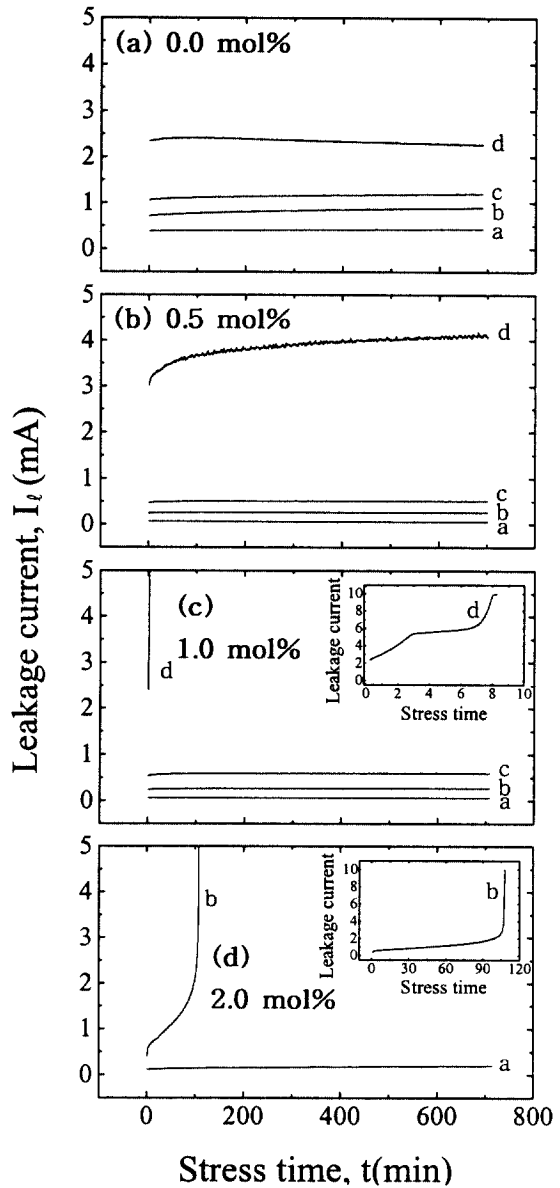 Leakage current, Iℓ (mA)
(a) 0.0 mol%
5
4
3
2
1
0
d
c
b
a
(b) 0.5 mol%
5
4
3
2
1
0
d
c
b
a
(c)
1.0 mol%
5
4
3
2
1
0
d
c
b
a
Leakage current
10
8
6
4
2
0
d
0 2 4 6 8 10
Stress time
(d)
2.0 mol%
5
4
3
2
1
0
b
a
Leakage current
10
8
6
4
2
0
b
0 30 60 90 120
Stress time
0 200 400 600 800
Stress time, t(min)